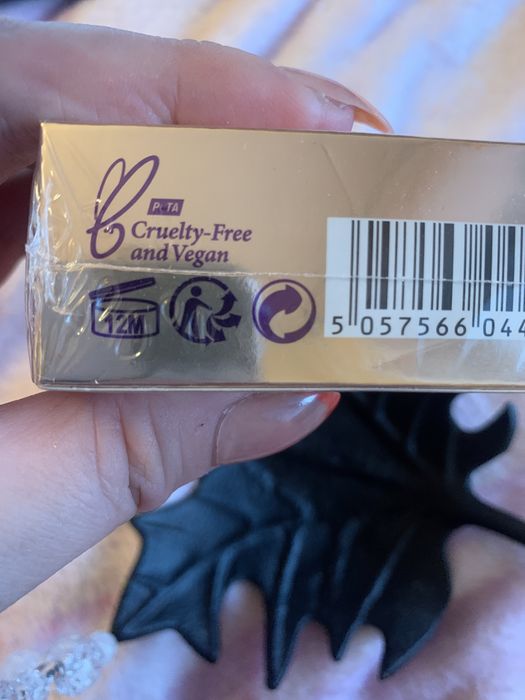 PeTA
Cruelty-Free
and Vegan
12M
5 057566 044